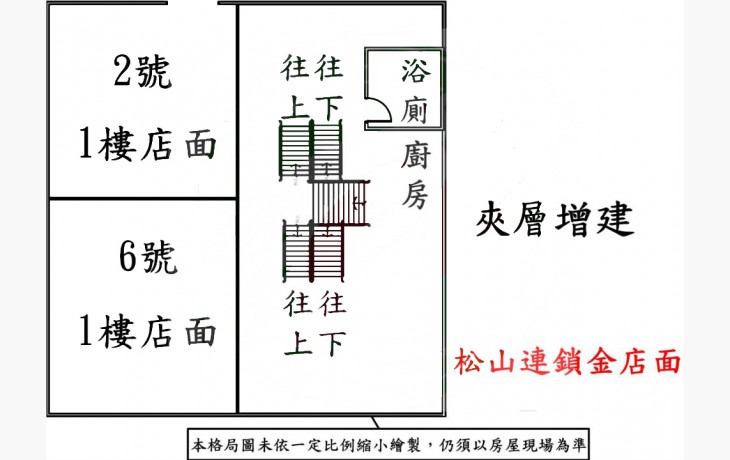 2號
1樓店面
6號
1樓店面
往往
上下
浴廁
廚房
往往
上下
夾層增建
松山連鎖金店面
本格局圖未依一定比例縮小繪製，仍須以房屋現場為準